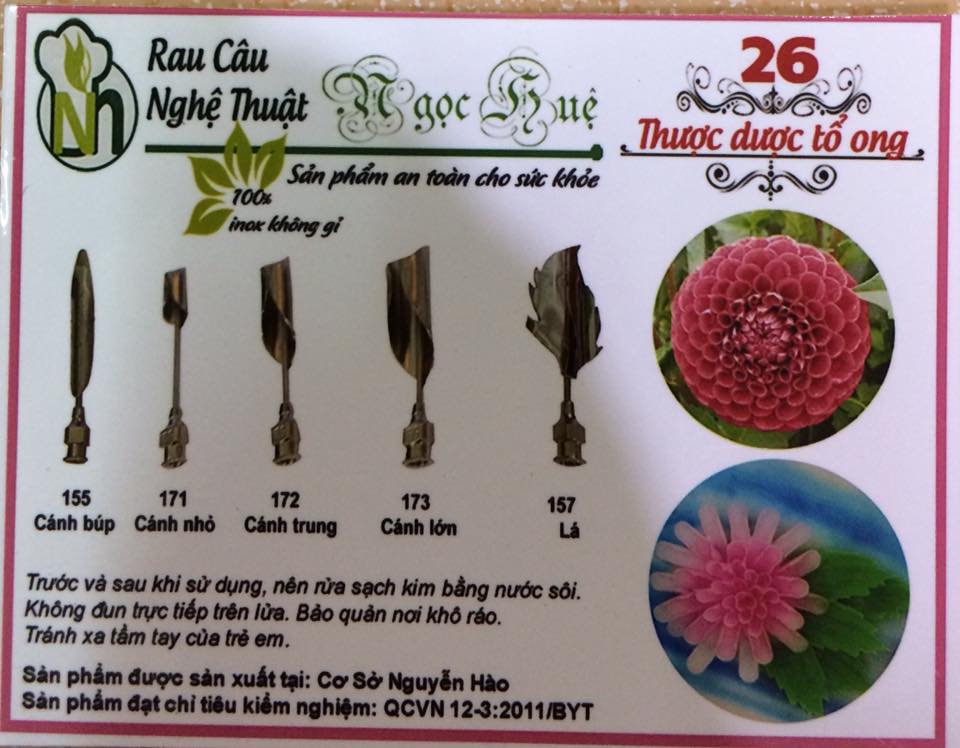 Nh
Rau Câu
Nghệ Thuật
Ngọc Huệ
Sản phẩm an toàn cho sức khỏe
100%
inox không gỉ
26
Thược dược tổ ong
155
Cánh búp
171
Cánh nhỏ
172
Cánh trung
173
Cánh lớn
157
Lá
Trước và sau khi sử dụng, nên rửa sạch kim bằng nước sôi.
Không đun trực tiếp trên lửa. Bảo quản nơi khô ráo.
Tránh xa tầm tay của trẻ em.
Sản phẩm được sản xuất tại: Cơ Sở Nguyễn Hào
Sản phẩm đạt chỉ tiêu kiểm nghiệm: QCVN 12-3:2011/BYT